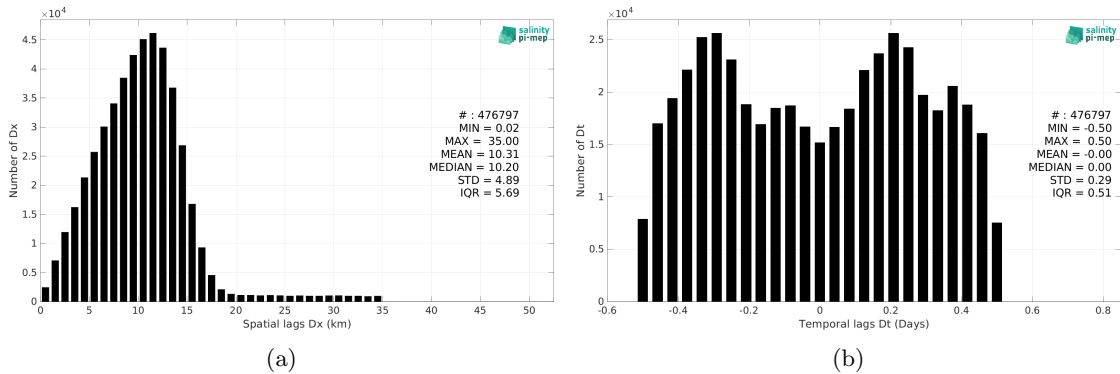 ×10⁴
4.5
4
3.5
3
2.5
2
1.5
1
0.5
0
Number of Dx
0 5 10 15 20 25 30 35 40 45 50
Spatial lags Dx (km)
salinity
pi-mep
# : 476797
MIN = 0.02
MAX = 35.00
MEAN = 10.31
MEDIAN = 10.20
STD = 4.89
IQR = 5.69
(a)
×10⁴
2.5
2
1.5
1
0.5
0
Number of Dt
-0.6 -0.4 -0.2 0 0.2 0.4 0.6 0.8
Temporal lags Dt (Days)
salinity
pi-mep
# : 476797
MIN = -0.50
MAX = 0.50
MEAN = -0.00
MEDIAN = 0.00
STD = 0.29
IQR = 0.51
(b)